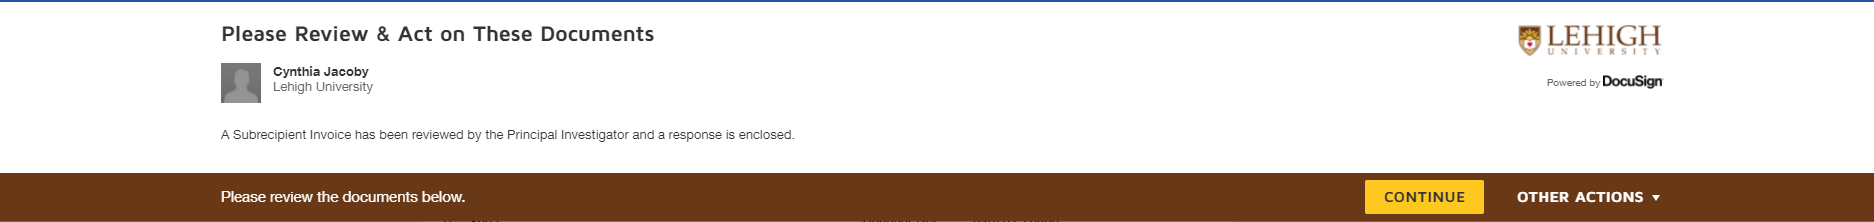 Please Review & Act on These Documents
Cynthia Jacoby
Lehigh University
LEHIGH
UNIVERSITY
Powered by DocuSign
A Subrecipient Invoice has been reviewed by the Principal Investigator and a response is enclosed.
Please review the documents below.
CONTINUE
OTHER ACTIONS